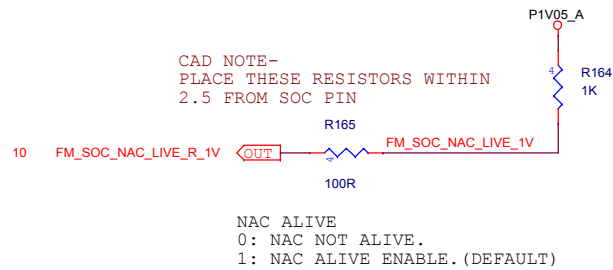 P1V05_A
CAD NOTE-
PLACE THESE RESISTORS WITHIN
2.5 FROM SOC PIN
4
R164
1K
R165
10 FM_SOC_NAC_LIVE_R_1V OUT
4
FM_SOC_NAC_LIVE_1V
100R
NAC ALIVE
0: NAC NOT ALIVE.
1: NAC ALIVE ENABLE.(DEFAULT)